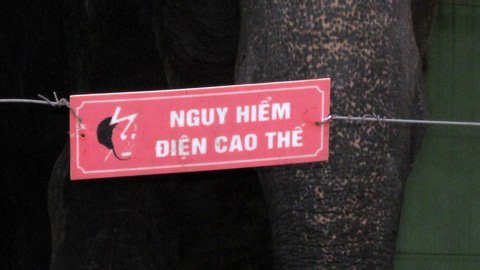 NGUY HIỂM
ĐIỆN CAO THẾ